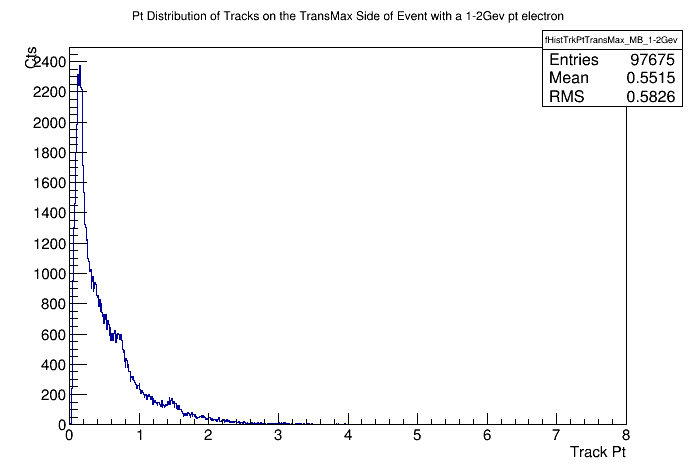 Pt Distribution of Tracks on the TransMax Side of Event with a 1-2Gev pt electron
fHistTrkPtTransMax_MB_1-2Gev
Entries 97675
Mean 0.5515
RMS 0.5826
Cts
2400
2200
2000
1800
1600
1400
1200
1000
800
600
400
200
0
0 1 2 3 4 5 6 7 8
Track Pt